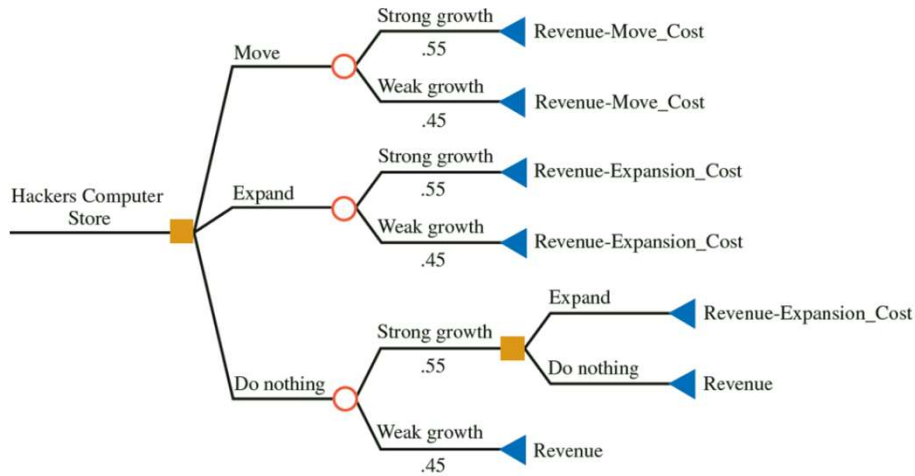 Strong growth
.55
Revenue-Move_Cost
Move
Weak growth
.45
Revenue-Move_Cost
Strong growth
.55
Revenue-Expansion_Cost
Hackers Computer
Store
Expand
Weak growth
.45
Revenue-Expansion_Cost
Expand
Revenue-Expansion_Cost
Strong growth
.55
Do nothing
Revenue
Do nothing
Weak growth
.45
Revenue